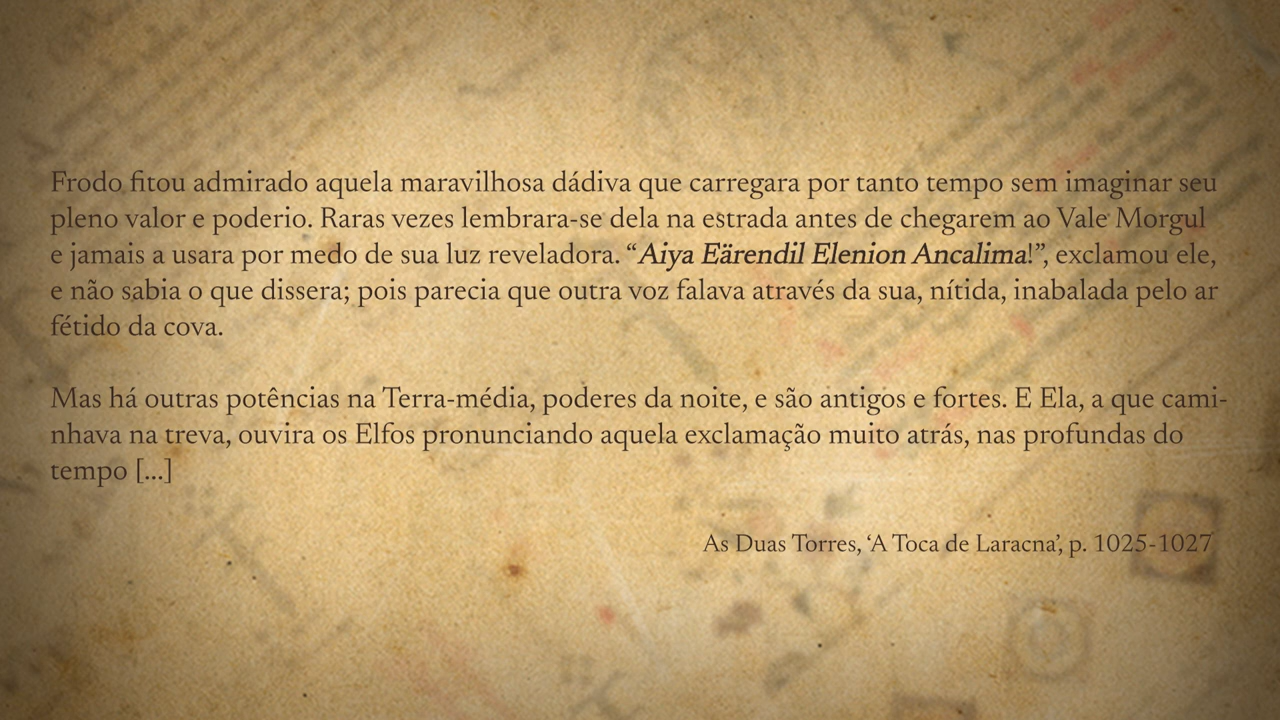 Frodo fitou admirado aquela maravilhosa dádiva que carregara por tanto tempo sem imaginar seu
pleno valor e poderio. Raras vezes lembrara-se dela na estrada antes de chegarem ao Vale Morgul
e jamais a usara por medo de sua luz reveladora. “Aiya Eärendil Elenion Ancalima!”, exclamou ele,
e não sabia o que dissera; pois parecia que outra voz falava através da sua, nítida, inabalada pelo ar
fétido da cova.
Mas há outras potências na Terra-média, poderes da noite, e são antigos e fortes. E Ela, a que cami-
nhava na treva, ouvira os Elfos pronunciando aquela exclamação muito atrás, nas profundas do
tempo [...]
As Duas Torres, ‘A Toca de Laracna’, p. 1025-1027